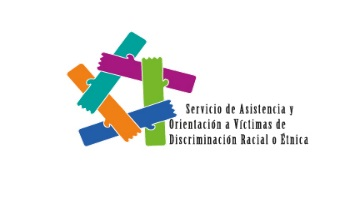 Servicio de Asistencia y
Orientación a Víctimas de
Discriminación Racial o Étnica